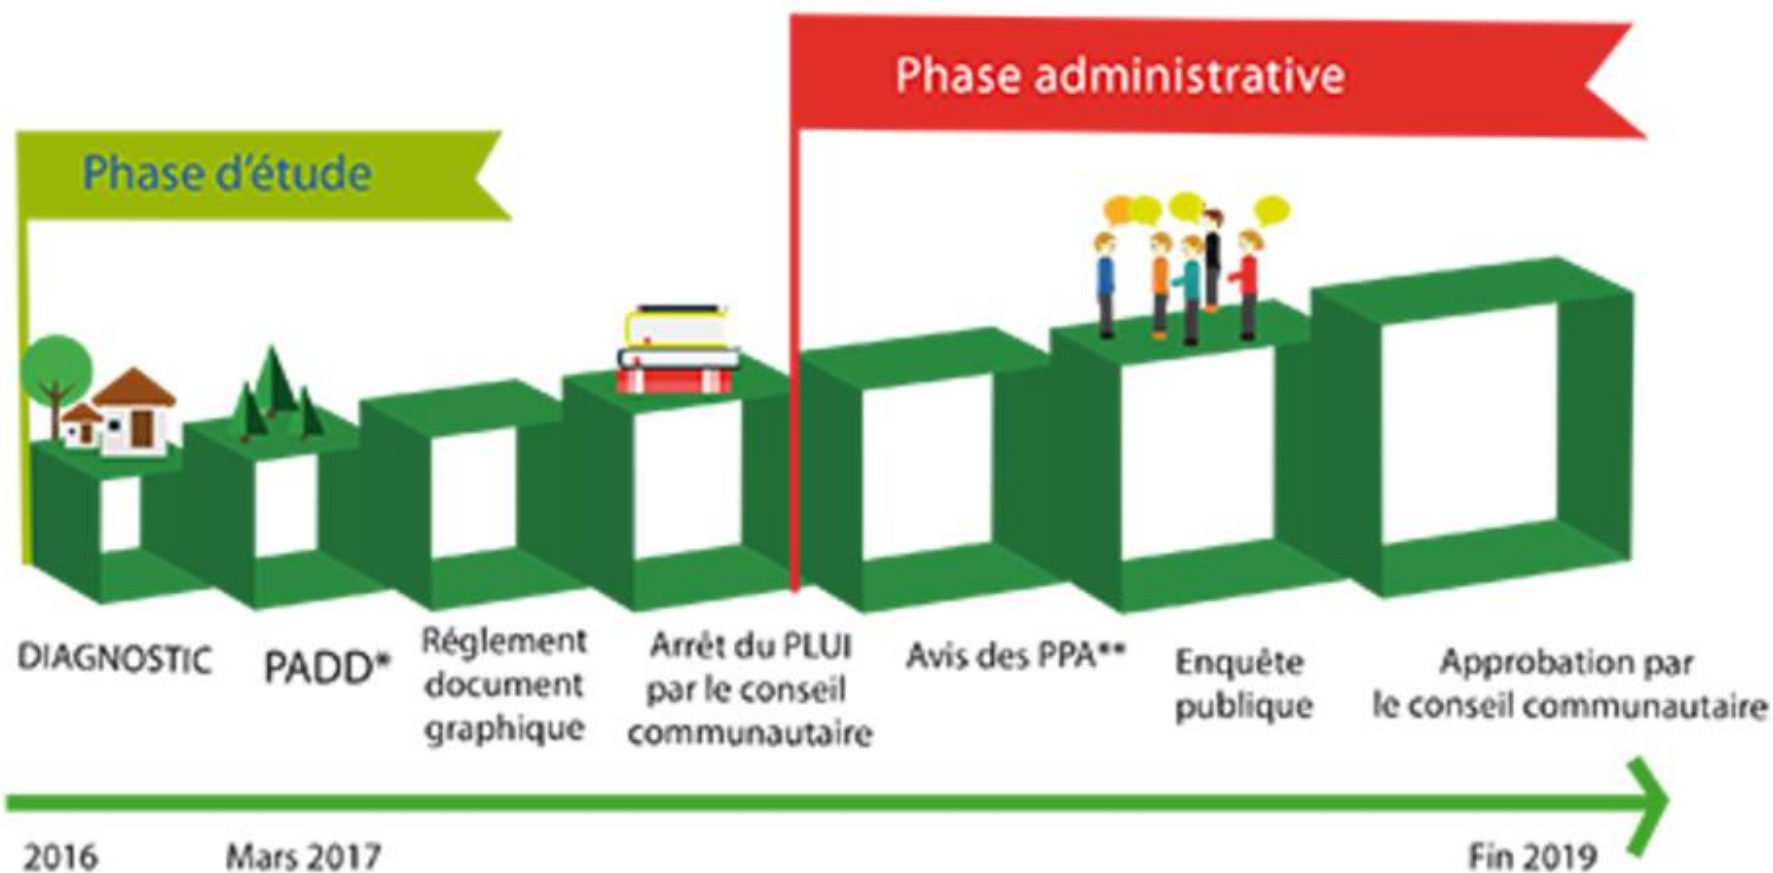 Phase administrative
Phase d'étude
DIAGNOSTIC
PADD*
Réglement
document
graphique
Arrêt du PLUI
par le conseil
communautaire
Avis des PPA**
Enquête
publique
Approbation par
le conseil communautaire
2016
Mars 2017
Fin 2019